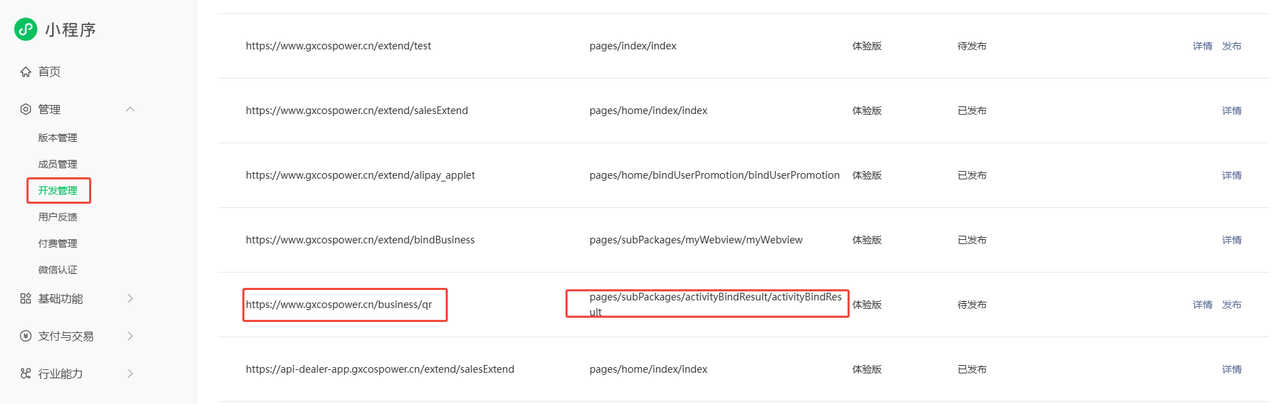 小程序
首页
管理
版本管理
成员管理
开发管理
用户反馈
付费管理
微信认证
基础功能
支付与交易
行业能力
https://www.gxcospower.cn/extend/test pages/index/index 体验版 待发布 详情 发布
https://www.gxcospower.cn/extend/salesExtend pages/home/index/index 体验版 已发布 详情
https://www.gxcospower.cn/extend/alipay_applet pages/home/bindUserPromotion/bindUserPromotion 体验版 已发布 详情
https://www.gxcospower.cn/extend/bindBusiness pages/subPackages/myWebview/myWebview 体验版 已发布 详情
https://www.gxcospower.cn/business/qr pages/subPackages/activityBindResult/activityBindRes 体验版 待发布 详情 发布
ult
https://api-dealer-app.gxcospower.cn/extend/salesExtend pages/home/index/index 体验版 已发布 详情